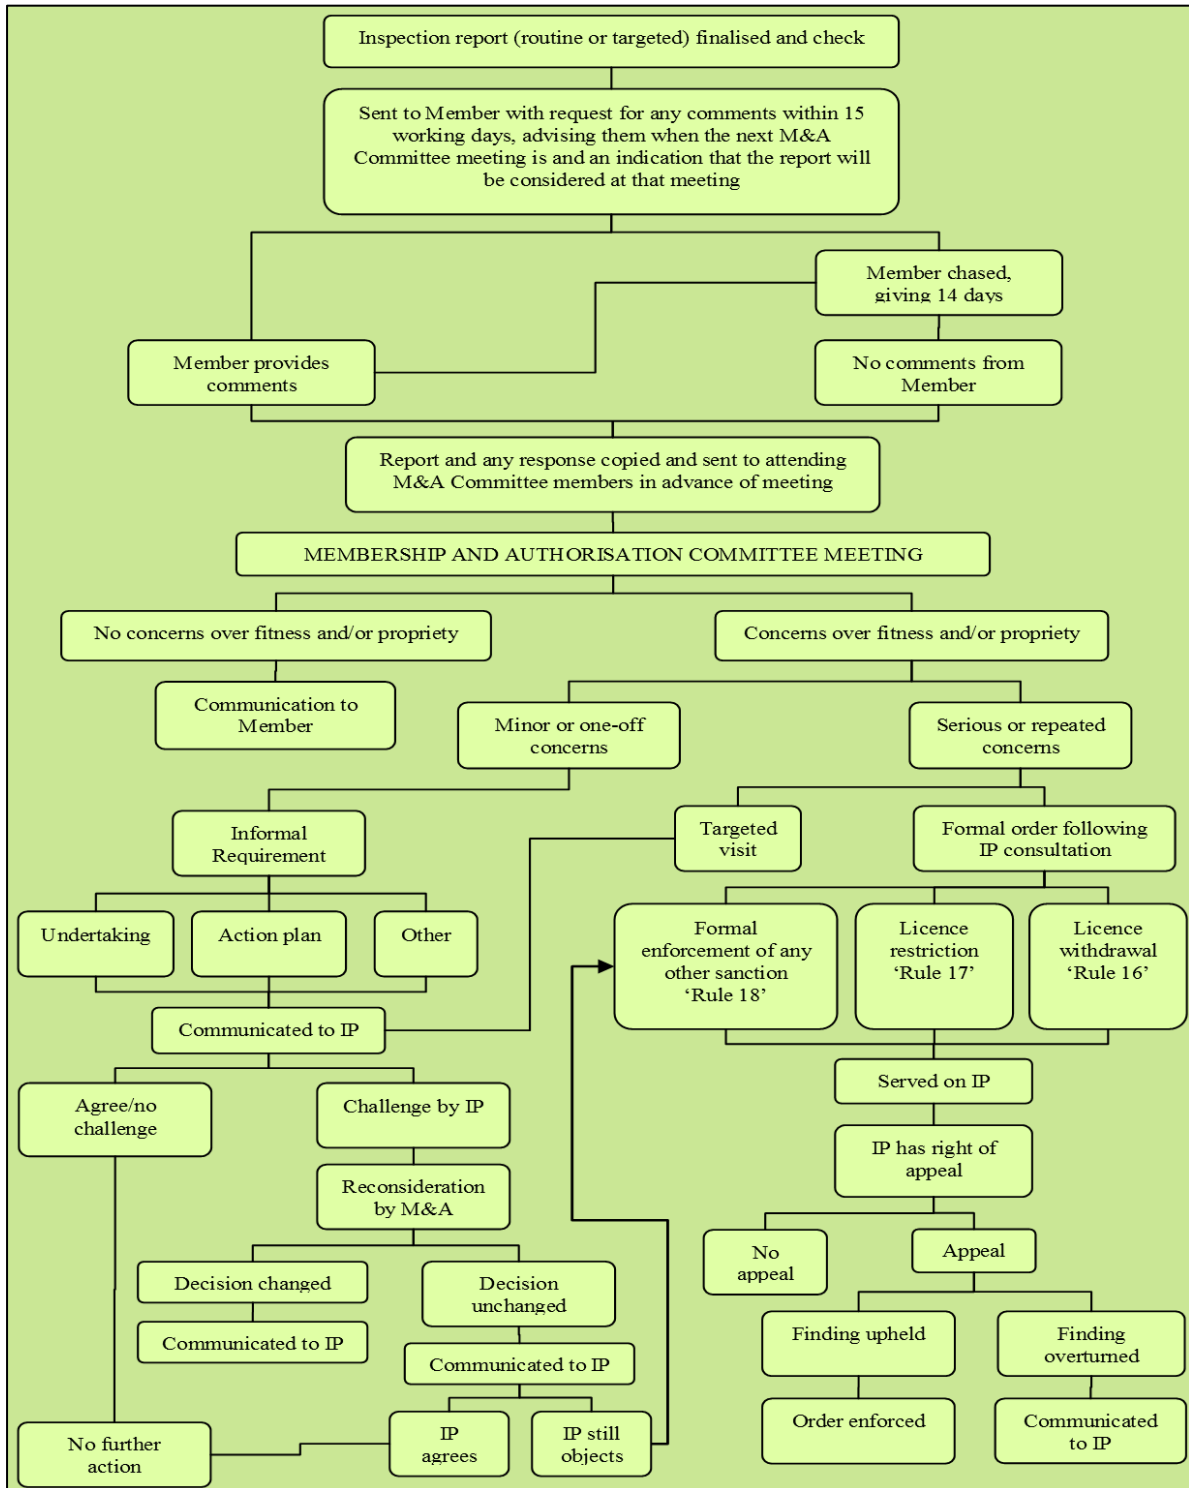 Inspection report (routine or targeted) finalised and check
Sent to Member with request for any comments within 15
working days, advising them when the next M&A
Committee meeting is and an indication that the report will
be considered at that meeting
Member chased,
giving 14 days
Member provides
comments
No comments from
Member
Report and any response copied and sent to attending
M&A Committee members in advance of meeting
MEMBERSHIP AND AUTHORISATION COMMITTEE MEETING
No concerns over fitness and/or propriety
Concerns over fitness and/or propriety
Communication to
Member
Minor or one-off
concerns
Serious or repeated
concerns
Informal
Requirement
Targeted
visit
Formal order following
IP consultation
Undertaking
Action plan
Other
Formal
enforcement of any
other sanction
‘Rule 18’
Licence
restriction
‘Rule 17’
Licence
withdrawal
‘Rule 16’
Communicated to IP
Served on IP
Agree/no
challenge
Challenge by IP
IP has right of
appeal
Reconsideration
by M&A
No
appeal
Appeal
Decision changed
Decision
unchanged
Communicated to IP
Communicated to IP
Finding upheld
Finding
overturned
No further
action
IP
agrees
IP still
objects
Order enforced
Communicated
to IP